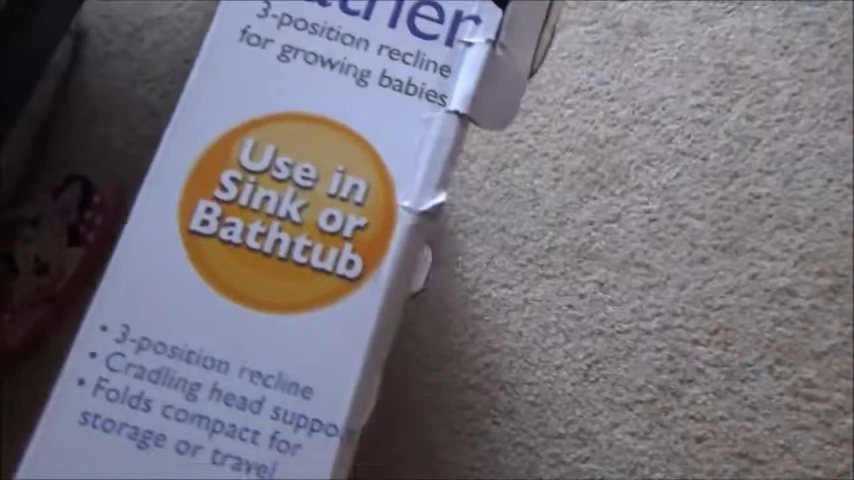 3-position recline
for growing babies
Use in
Sink or
Bathtub
• 3-position recline
• Cradling head suppo
• Folds compact for
storage or travel